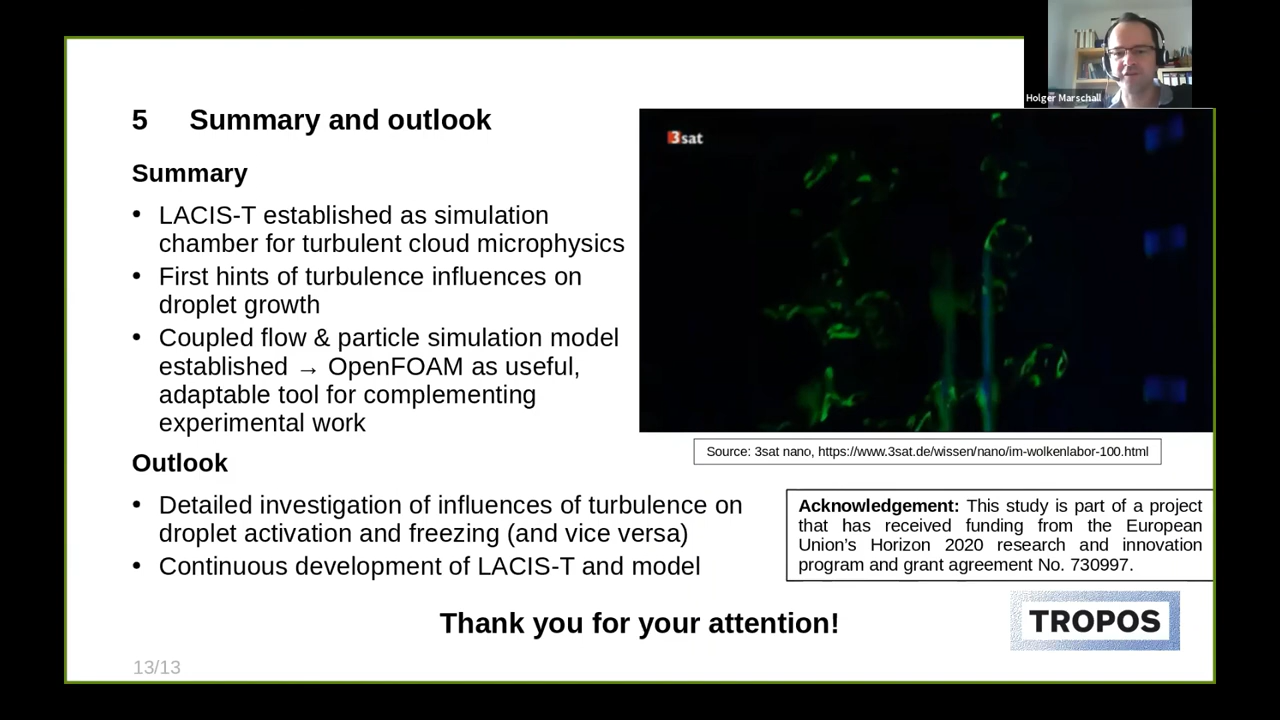 Holger Marschall
5 Summary and outlook
3sat
Summary
• LACIS-T established as simulation
chamber for turbulent cloud microphysics
• First hints of turbulence influences on
droplet growth
• Coupled flow & particle simulation model
established → OpenFOAM as useful,
adaptable tool for complementing
experimental work
Source: 3sat nano, https://www.3sat.de/wissen/nano/im-wolkenlabor-100.html
Outlook
• Detailed investigation of influences of turbulence on
droplet activation and freezing (and vice versa)
• Continuous development of LACIS-T and model
Acknowledgement: This study is part of a project
that has received funding from the European
Union’s Horizon 2020 research and innovation
program and grant agreement No. 730997.
Thank you for your attention!
TROPOS
13/13